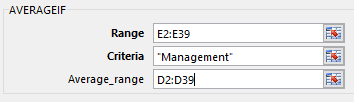 AVERAGEIF
Range E2:E39
Criteria "Management"
Average_range D2:D39